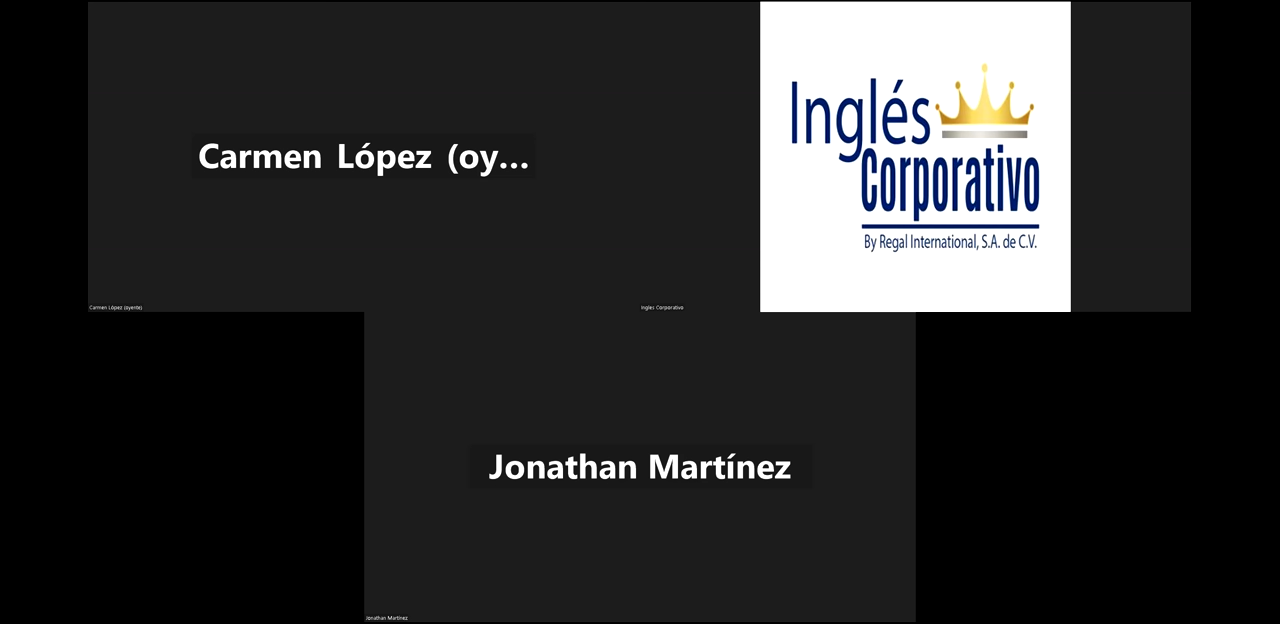 Carmen López (oy...
Carmen López (oyente)
Inglés
Corporativo
By Regal International, S.A. de C.V.
Inglés Corporativo
Jonathan Martínez
Jonathan Martínez